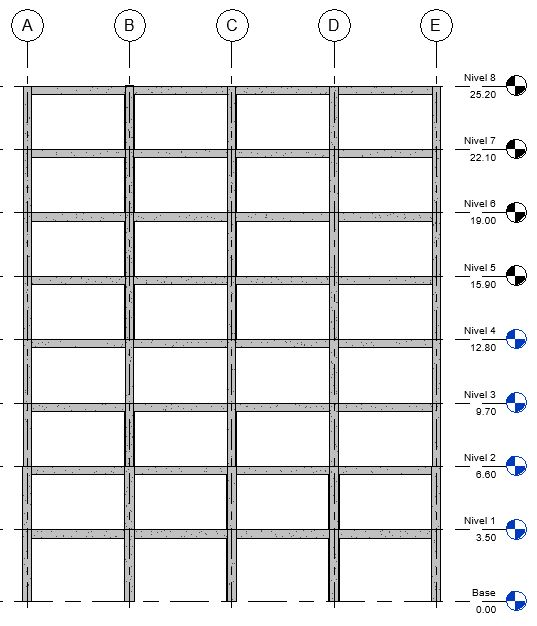 A B C D E
Nivel 8
25.20
Nivel 7
22.10
Nivel 6
19.00
Nivel 5
15.90
Nivel 4
12.80
Nivel 3
9.70
Nivel 2
6.60
Nivel 1
3.50
Base
0.00